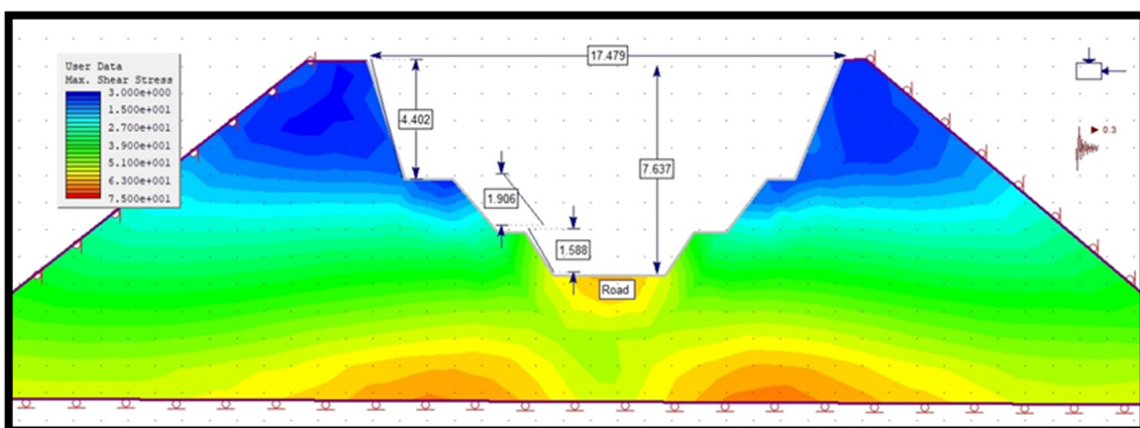 User Data
Max. Shear Stress
3.000e+000
1.500e+001
2.700e+001
3.900e+001
5.100e+001
6.300e+001
7.500e+001
17.479
4.402
7.637
1.906
1.588
Road
0.3